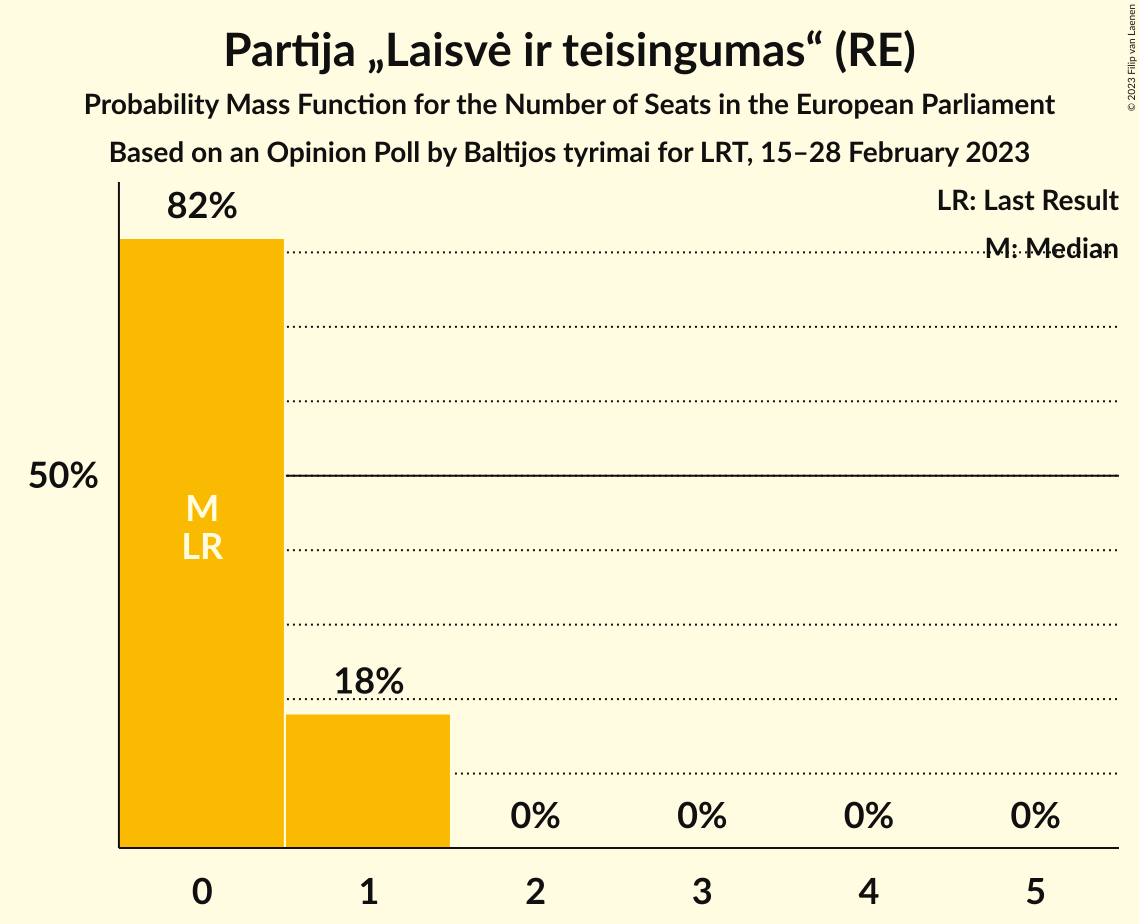 Partija „Laisvė ir teisingumas“ (RE)
Probability Mass Function for the Number of Seats in the European Parliament
Based on an Opinion Poll by Baltijos tyrimai for LRT, 15–28 February 2023
© 2023 Filip van Laenen
LR: Last Result
M: Median
82%
50%
M
LR
18%
0%
0%
0%
0%
0
1
2
3
4
5